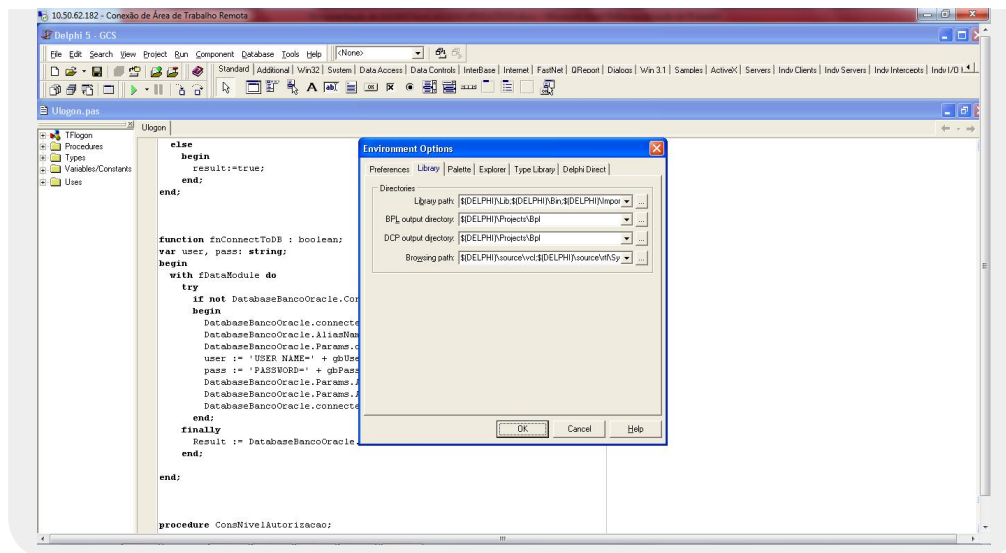 10.50.62.182 - Conexão de Área de Trabalho Remota
Delphi 5 - GCS
File Edit Search View Project Run Component Database Tools Help <None>
Standard Additional Win32 System Data Access Data Controls InterBase Internet FastNet QReport Dialogs Win 3.1 Samples ActiveX Servers Indy Clients Indy Servers Indy Intercepts Indy I/O
Ulogon.pas
TFlogon
Procedures
Types
Variables/Constants
Uses
Ulogon
else
begin
result:=true;
end;
end;
function fnConnectToDB : boolean;
var user, pass: string;
begin
with fDataModule do
try
if not DatabaseBancoOracle.Con
begin
DatabaseBancoOracle.connecte
DatabaseBancoOracle.AliasNam
DatabaseBancoOracle.Params.c
user := 'USER NAME=' + gbUse
pass := 'PASSWORD=' + gbPass
DatabaseBancoOracle.Params.A
DatabaseBancoOracle.Params.A
DatabaseBancoOracle.connecte
end;
finally
Result := DatabaseBancoOracle.
end;
end;
procedure ConsNivelAutorizacao;
Environment Options
Preferences Library Palette Explorer Type Library Delphi Direct
Directories
Library path: $(DELPHI)\Lib;$(DELPHI)\Bin;$(DELPHI)\Impor ...
BPL output directory: $(DELPHI)\Projects\Bpl ...
DCP output directory: $(DELPHI)\Projects\Bpl ...
Browsing path: $(DELPHI)\source\vcl;$(DELPHI)\source\rtl\Sy ...
OK Cancel Help